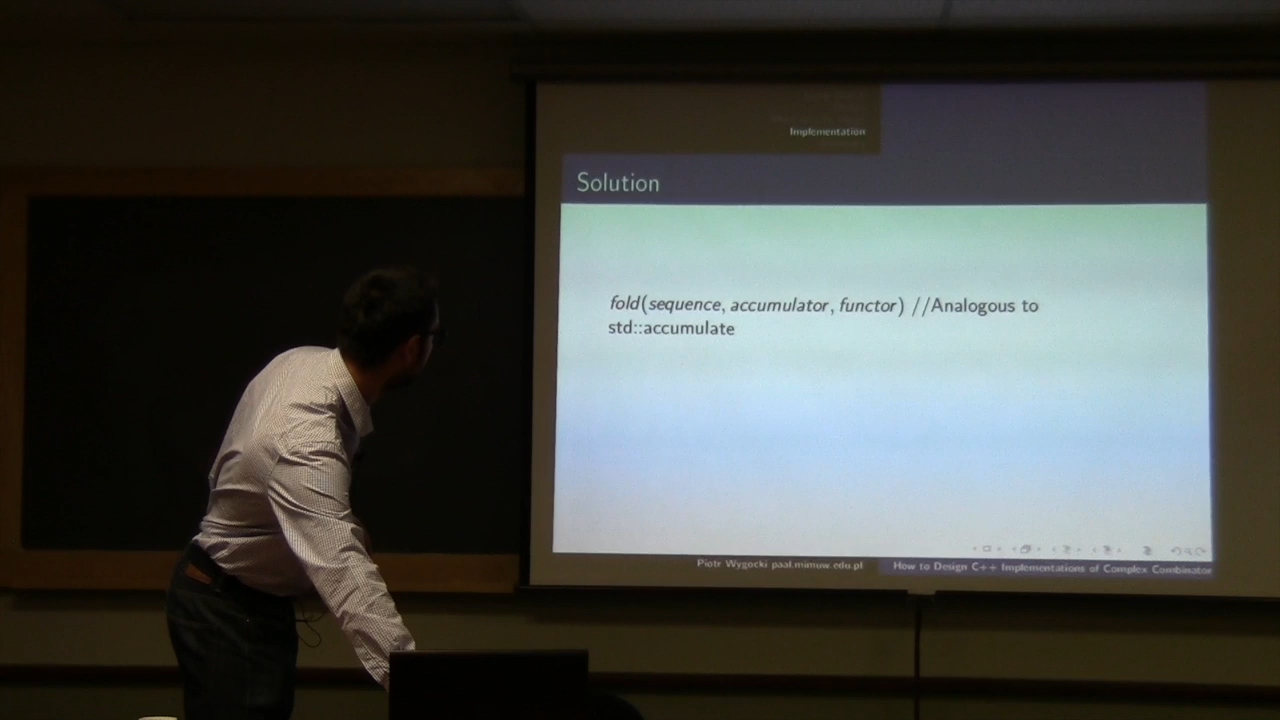 Implementation
Solution
fold(sequence, accumulator, functor) //Analogous to
std::accumulate
Piotr Wygocki paal.mimuw.edu.pl
How to Design C++ Implementations of Complex Combinator